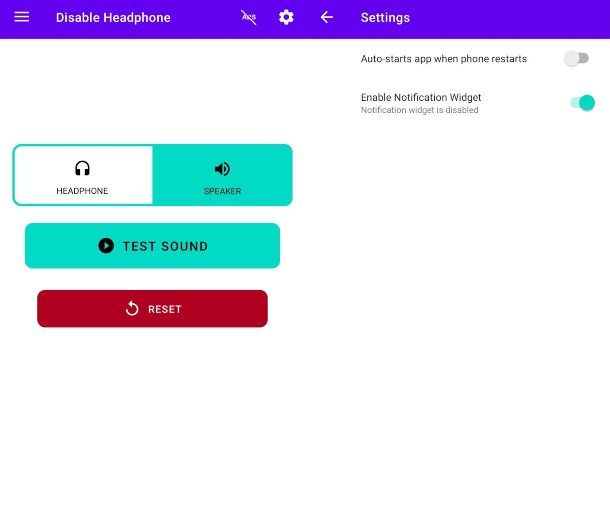 Disable Headphone
ADS
HEADPHONE
SPEAKER
TEST SOUND
RESET
Settings
Auto-starts app when phone restarts
Enable Notification Widget
Notification widget is disabled